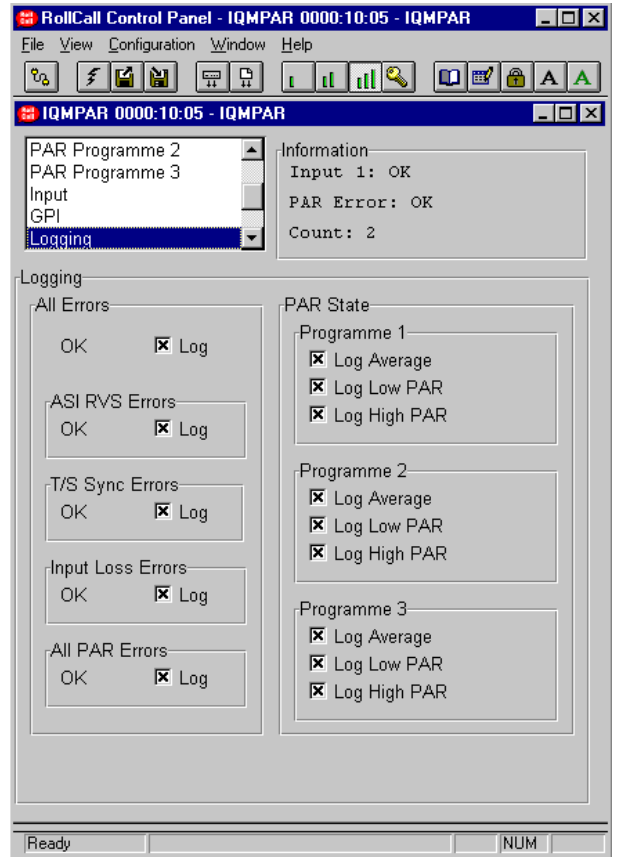 RollCall Control Panel - IQMPAR 0000:10:05 - IQMPAR
File View Configuration Window Help
A A
IQMPAR 0000:10:05 - IQMPAR
PAR Programme 2
PAR Programme 3
Input
GPI
Logging
Information
Input 1: OK
PAR Error: OK
Count: 2
Logging
All Errors
OK Log
ASI RVS Errors
OK Log
T/S Sync Errors
OK Log
Input Loss Errors
OK Log
All PAR Errors
OK Log
PAR State
Programme 1
Log Average
Log Low PAR
Log High PAR
Programme 2
Log Average
Log Low PAR
Log High PAR
Programme 3
Log Average
Log Low PAR
Log High PAR
Ready NUM